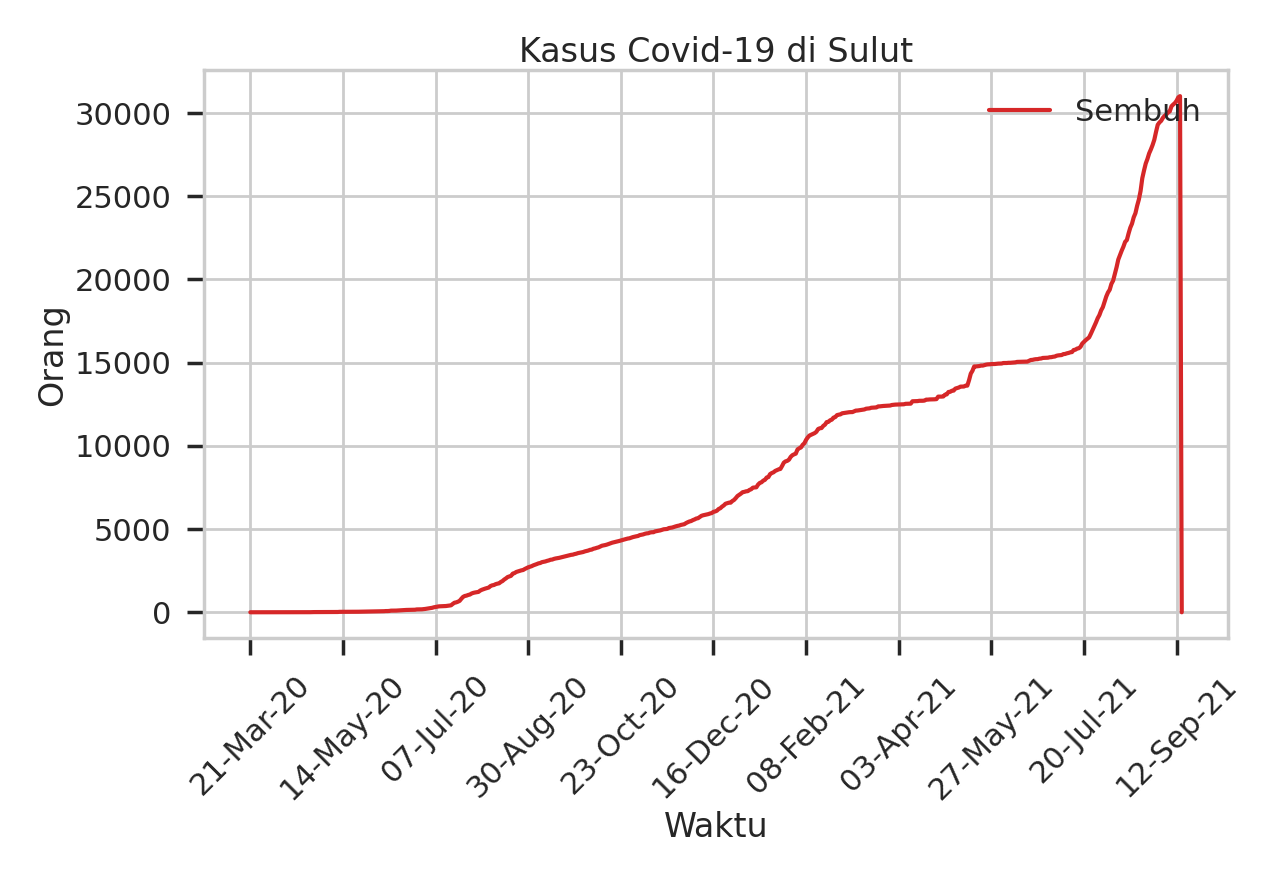 Kasus Covid-19 di Sulut
Sembuh
30000
25000
20000
15000
10000
5000
0
Orang
21-Mar-20
14-May-20
07-Jul-20
30-Aug-20
23-Oct-20
16-Dec-20
08-Feb-21
03-Apr-21
27-May-21
20-Jul-21
12-Sep-21
Waktu